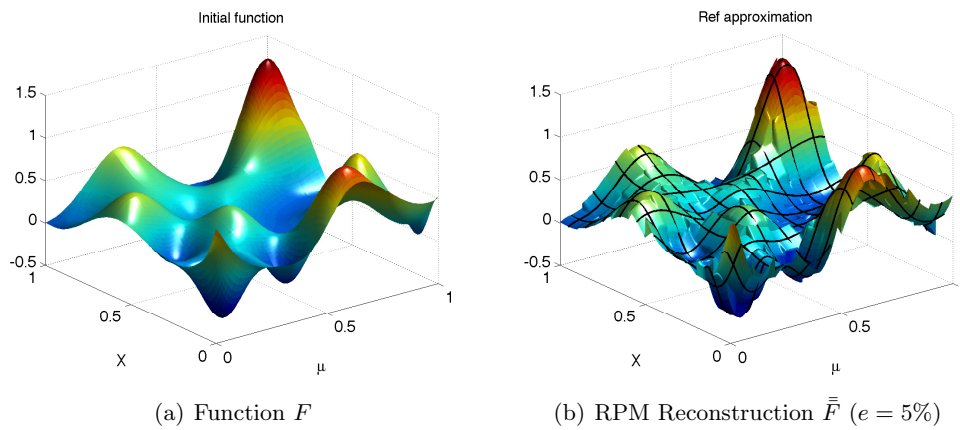 Initial function
1.5
1
0.5
0
-0.5
1
0.5
0
X
0
0.5
1
μ
(a) Function F
Ref approximation
1.5
1
0.5
0
-0.5
1
0.5
0
X
0
0.5
1
μ
(b) RPM Reconstruction F̿̄ (e = 5%)